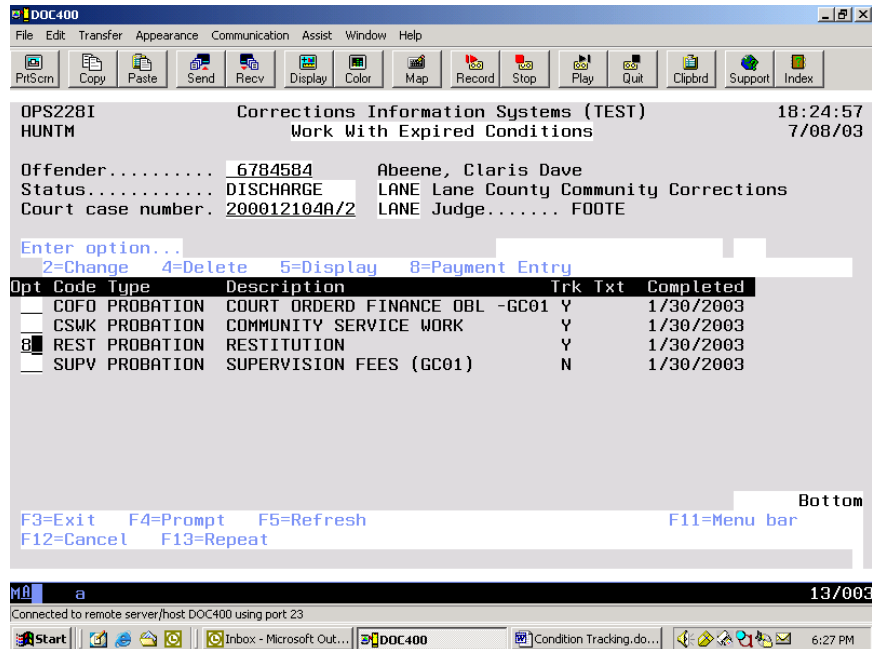 DOC400
File Edit Transfer Appearance Communication Assist Window Help
PrtScrn Copy Paste Send Recv Display Color Map Record Stop Play Quit Clipbrd Support Index
OPS228I Corrections Information Systems (TEST) 18:24:57
HUNTM Work With Expired Conditions 7/08/03
Offender.......... 6784584 Abeene, Claris Dave
Status............ DISCHARGE LANE Lane County Community Corrections
Court case number. 200012104A/2 LANE Judge....... FOOTE
Enter option...
2=Change 4=Delete 5=Display 8=Payment Entry
Opt Code Type Description Trk Txt Completed
COFO PROBATION COURT ORDERD FINANCE OBL -GC01 Y 1/30/2003
CSWK PROBATION COMMUNITY SERVICE WORK Y 1/30/2003
8 REST PROBATION RESTITUTION Y 1/30/2003
SUPV PROBATION SUPERVISION FEES (GC01) N 1/30/2003
Bottom
F3=Exit F4=Prompt F5=Refresh F11=Menu bar
F12=Cancel F13=Repeat
MA a 13/003
Connected to remote server/host DOC400 using port 23
Start Inbox - Microsoft Out... DOC400 Condition Tracking.do... 6:27 PM